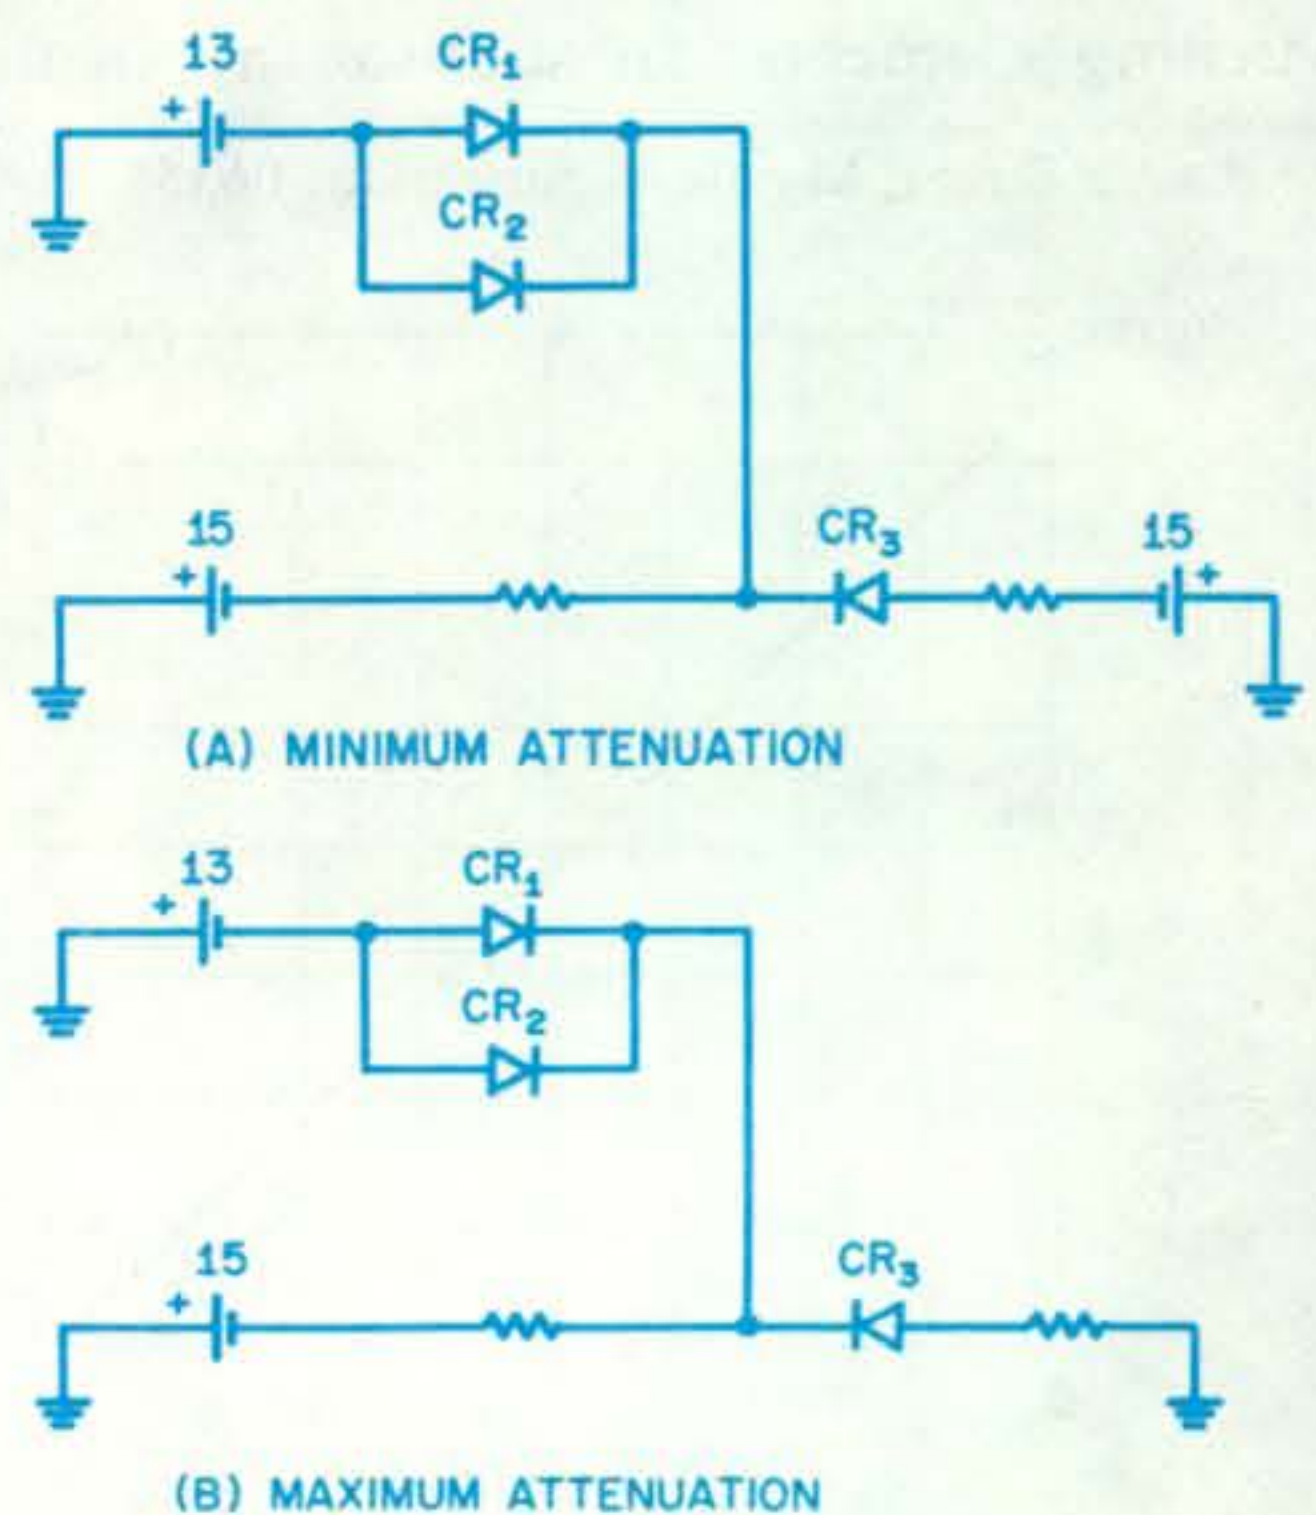 13
CR₁
+
CR₂
15
CR₃
15
+
+
(A) MINIMUM ATTENUATION
13
CR₁
+
CR₂
15
CR₃
+
(B) MAXIMUM ATTENUATION